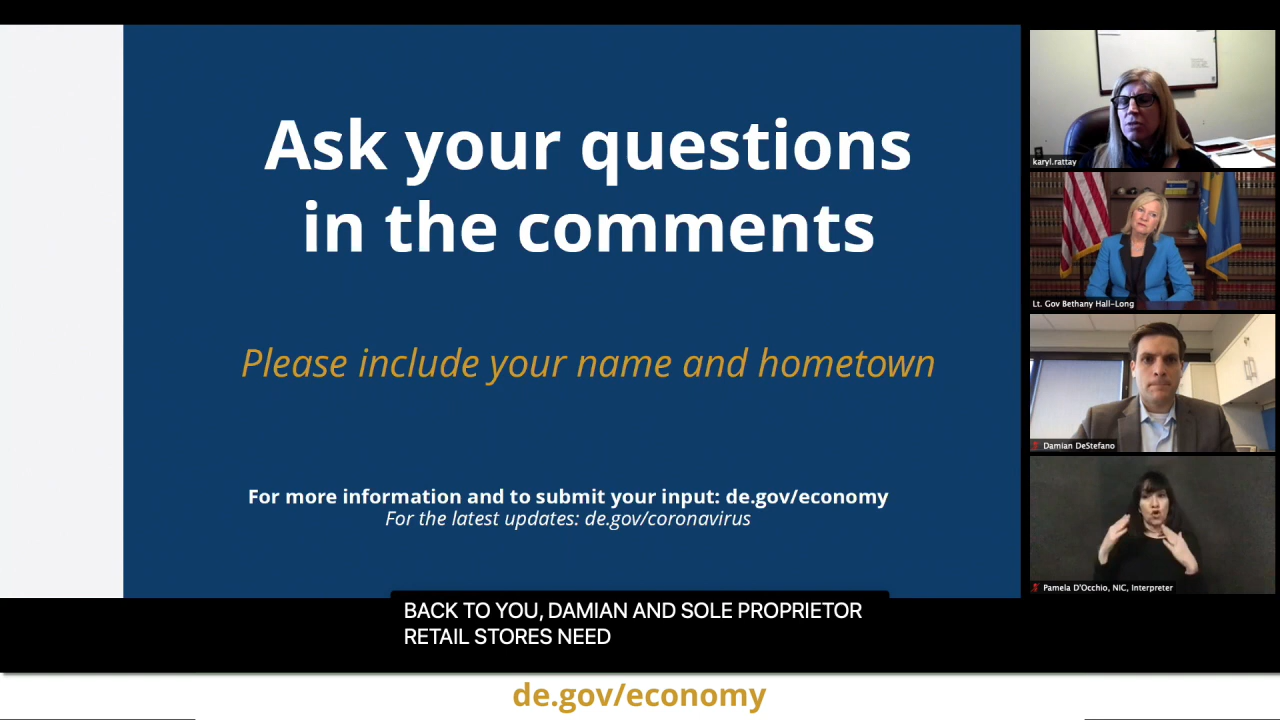 Ask your questions
in the comments
Please include your name and hometown
For more information and to submit your input: de.gov/economy
For the latest updates: de.gov/coronavirus
karyl.rattay
Lt. Gov Bethany Hall-Long
Damian DeStefano
Pamela D'Occhio, NIC, Interpreter
BACK TO YOU, DAMIAN AND SOLE PROPRIETOR
RETAIL STORES NEED
de.gov/economy